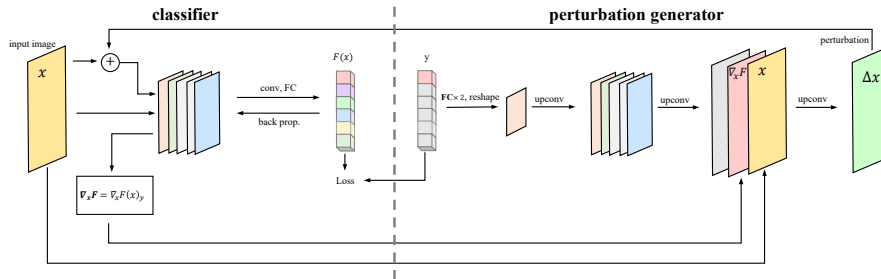 classifier
perturbation generator
input image
perturbation
x
+
F(x)
y
∇ₓF
x
Δx
conv, FC
back prop.
FC× 2, reshape
upconv
upconv
upconv
Loss
∇ₓF = ∇ₓF(x)ᵧ